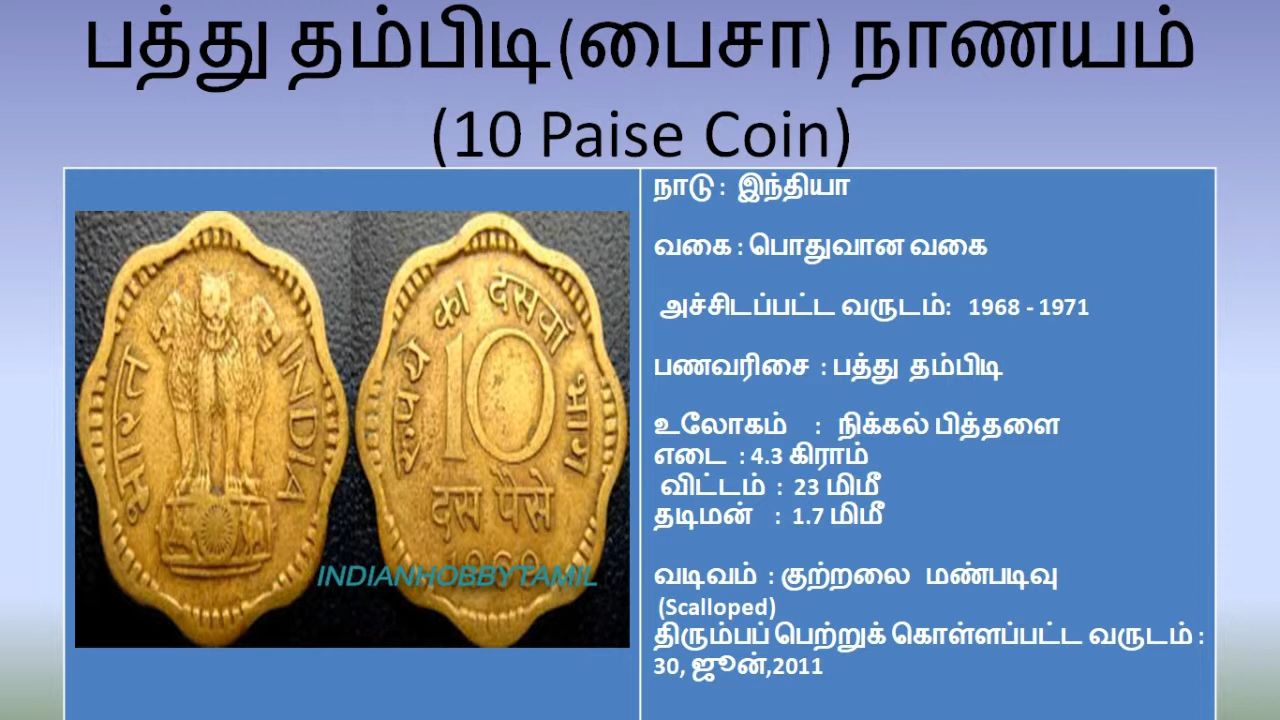 பத்து தம்பிடி(பைசா) நாணயம்
(10 Paise Coin)
भारत
INDIA
रूपये का दसवाँ भाग
10
दस पैसे
INDIANHOBBYTAMIL
நாடு : இந்தியா
வகை : பொதுவான வகை
அச்சிடப்பட்ட வருடம்: 1968 - 1971
பணவரிசை : பத்து தம்பிடி
உலோகம் : நிக்கல் பித்தளை
எடை : 4.3 கிராம்
விட்டம் : 23 மிமீ
தடிமன் : 1.7 மிமீ
வடிவம் : குற்றலை மண்படிவு
(Scalloped)
திரும்பப் பெற்றுக் கொள்ளப்பட்ட வருடம் :
30, ஜூன்,2011